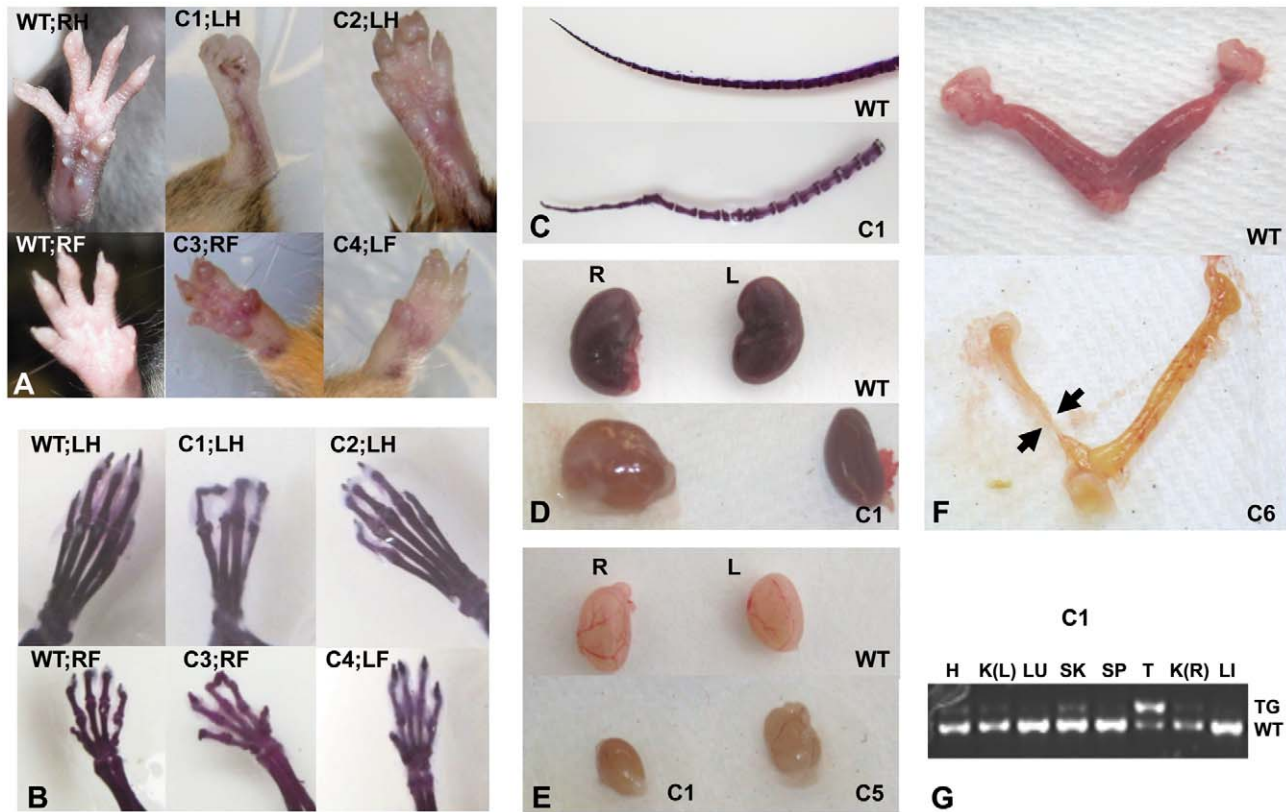 WT;RH C1;LH C2;LH
WT;RF C3;RF C4;LF
A
WT;LH C1;LH C2;LH
WT;RF C3;RF C4;LF
B
WT
C
C1
R L
WT
D
C1
R L
WT
E
C1 C5
WT
F
C6
C1
H K(L) LU SK SP T K(R) LI
TG
WT
G